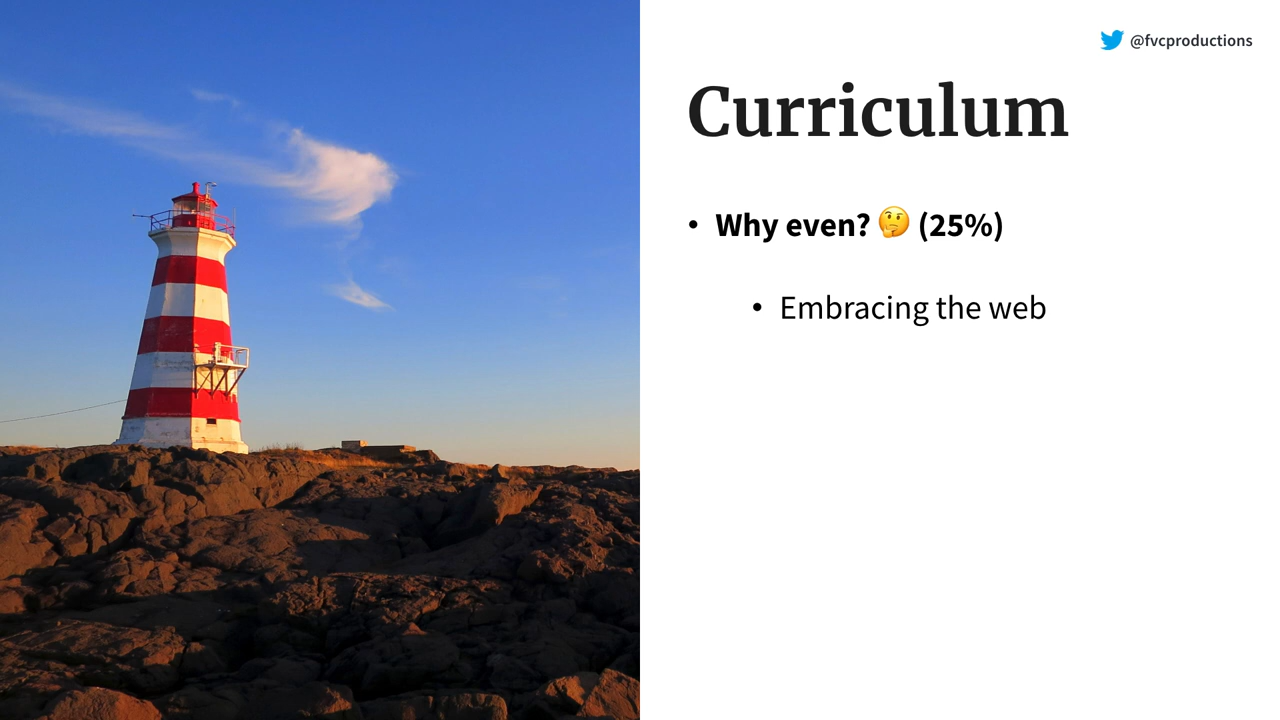 @fvcproductions
Curriculum
• Why even? 🤔 (25%)
• Embracing the web